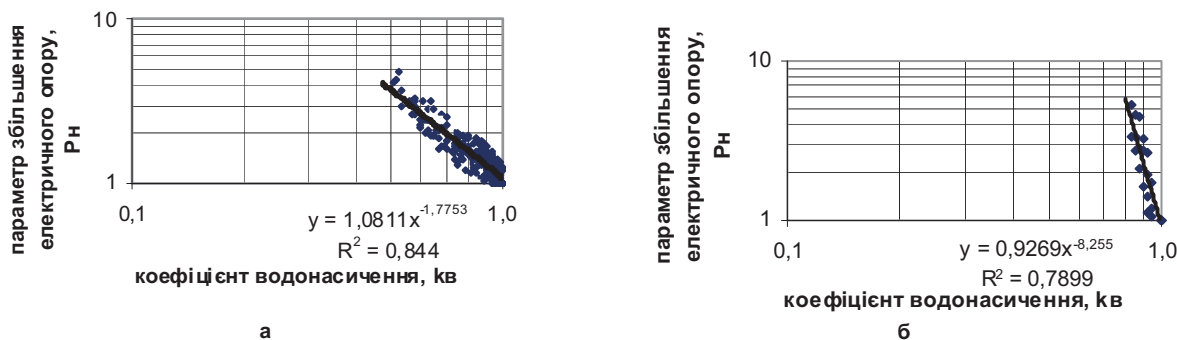 параметр збільшення
електричного опору,
Рн
10
1
0,1
1,0
y = 1,0811x^-1,7753
R² = 0,844
коефіцієнт водонасичення, kв
а
параметр збільшення
електричного опору,
Рн
10
1
0,1
1,0
y = 0,9269x^-8,255
R² = 0,7899
коефіцієнт водонасичення, kв
б